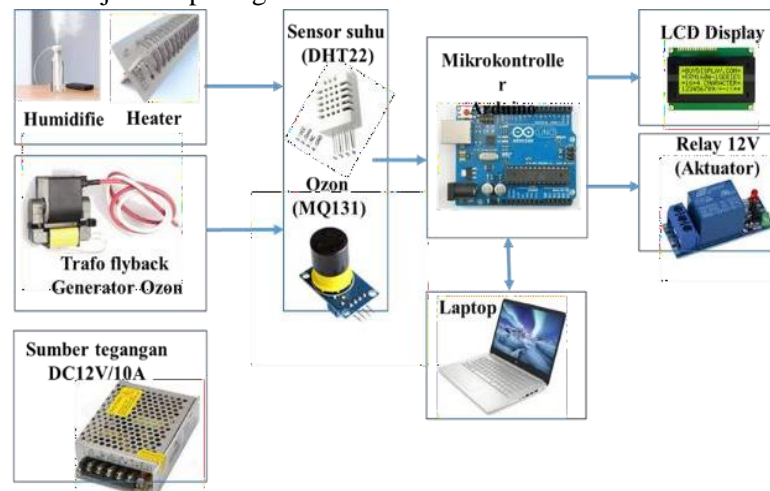 Humidifie
Heater
Sensor suhu
(DHT22)
Mikrokontrolle
r
Arduino
LCD Display
Relay 12V
(Aktuator)
Trafo flyback
Generator Ozon
Ozon
(MQ131)
Laptop
Sumber tegangan
DC12V/10A